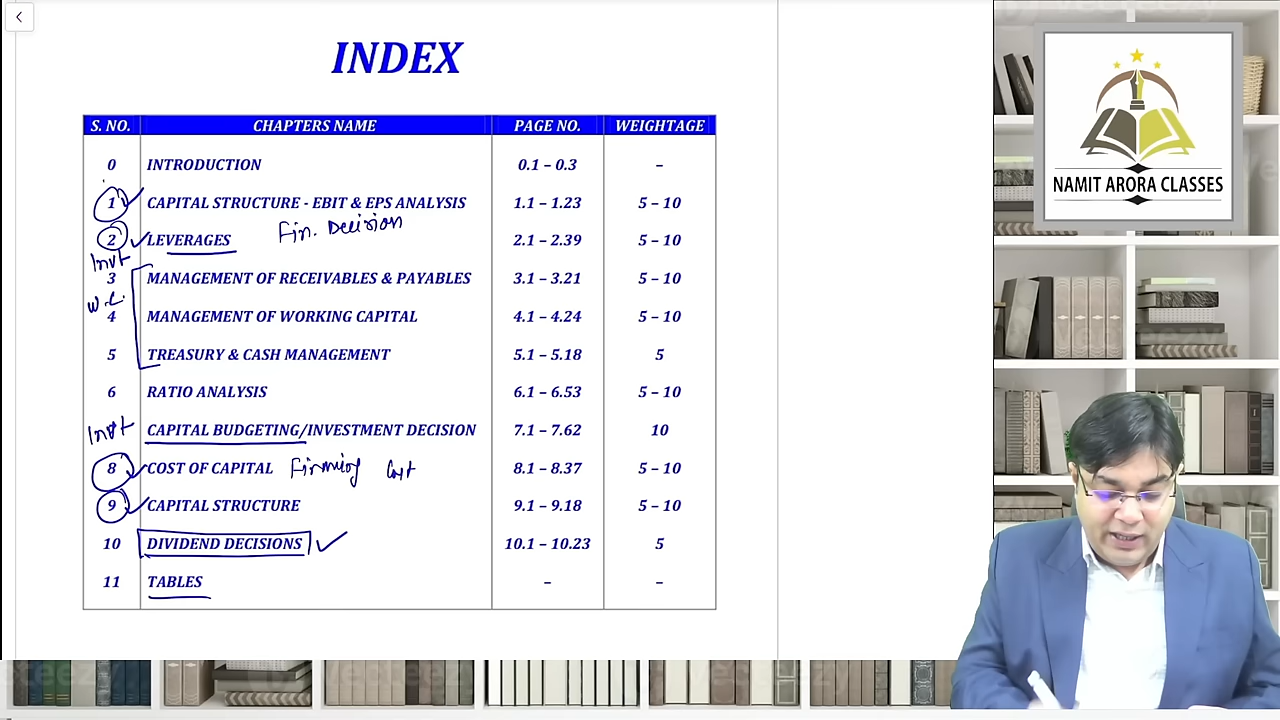 INDEX
S. NO. CHAPTERS NAME PAGE NO. WEIGHTAGE
0 INTRODUCTION 0.1 – 0.3 –
1 CAPITAL STRUCTURE - EBIT & EPS ANALYSIS 1.1 – 1.23 5 – 10
Fin. Decision
2 LEVERAGES 2.1 – 2.39 5 – 10
Invt
3 MANAGEMENT OF RECEIVABLES & PAYABLES 3.1 – 3.21 5 – 10
W.C.
4 MANAGEMENT OF WORKING CAPITAL 4.1 – 4.24 5 – 10
5 TREASURY & CASH MANAGEMENT 5.1 – 5.18 5
6 RATIO ANALYSIS 6.1 – 6.53 5 – 10
Invt CAPITAL BUDGETING/INVESTMENT DECISION 7.1 – 7.62 10
8 COST OF CAPITAL Cost 8.1 – 8.37 5 – 10
9 CAPITAL STRUCTURE 9.1 – 9.18 5 – 10
10 DIVIDEND DECISIONS 10.1 – 10.23 5
11 TABLES – –
NAMIT ARORA CLASSES